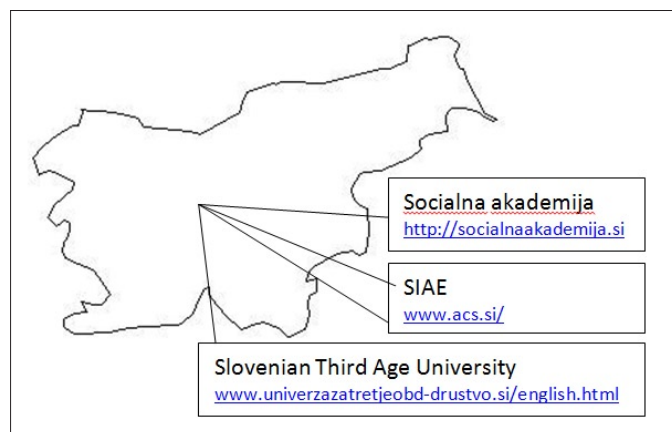 Socialna akademija
http://socialnaakademija.si
SIAE
www.acs.si/
Slovenian Third Age University
www.univerzazatretjeobd-drustvo.si/english.html